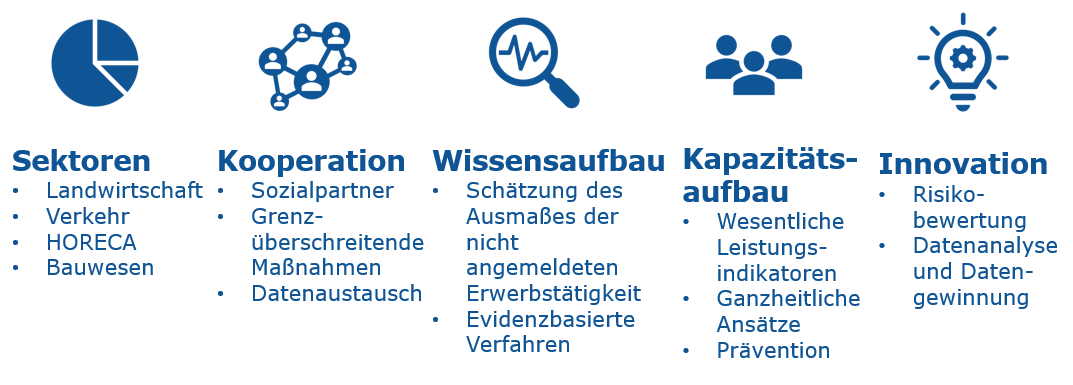 Sektoren
• Landwirtschaft
• Verkehr
• HORECA
• Bauwesen
Kooperation
• Sozialpartner
• Grenz-
überschreitende
Maßnahmen
• Datenaustausch
Wissensaufbau
• Schätzung des
Ausmaßes der
nicht
angemeldeten
Erwerbstätigkeit
• Evidenzbasierte
Verfahren
Kapazitäts-
aufbau
• Wesentliche
Leistungs-
indikatoren
• Ganzheitliche
Ansätze
• Prävention
Innovation
• Risiko-
bewertung
• Datenanalyse
und Daten-
gewinnung